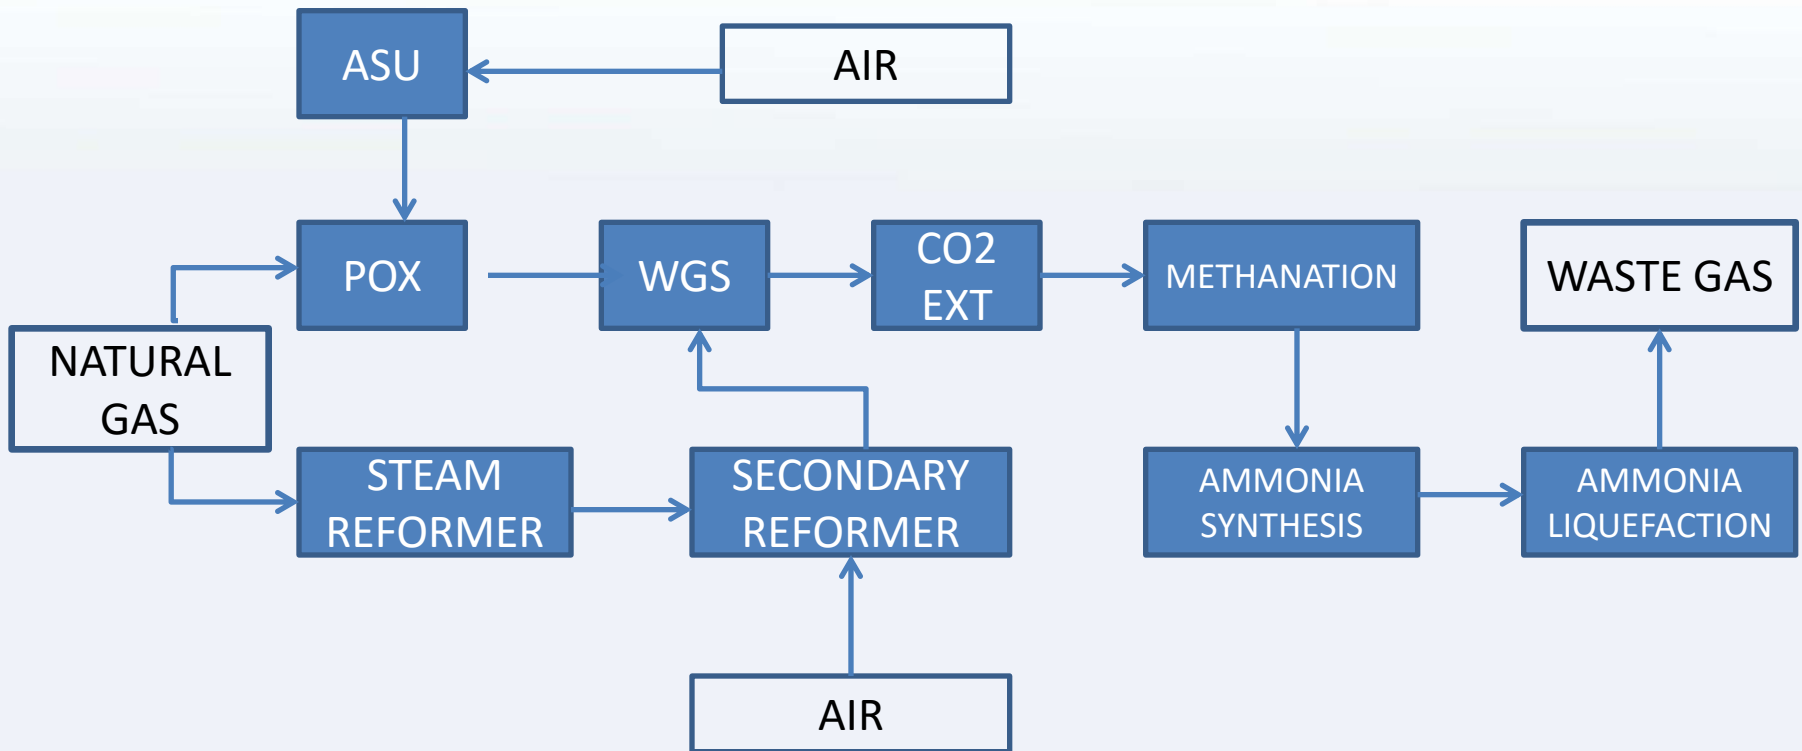 ASU
AIR
POX
WGS
CO2
EXT
METHANATION
WASTE GAS
NATURAL
GAS
STEAM
REFORMER
SECONDARY
REFORMER
AMMONIA
SYNTHESIS
AMMONIA
LIQUEFACTION
AIR